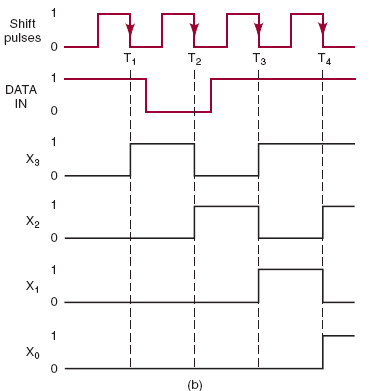 Shift pulses
1
0
T1 T2 T3 T4
DATA IN
1
0
X3
1
0
X2
1
0
X1
1
0
X0
1
0
(b)